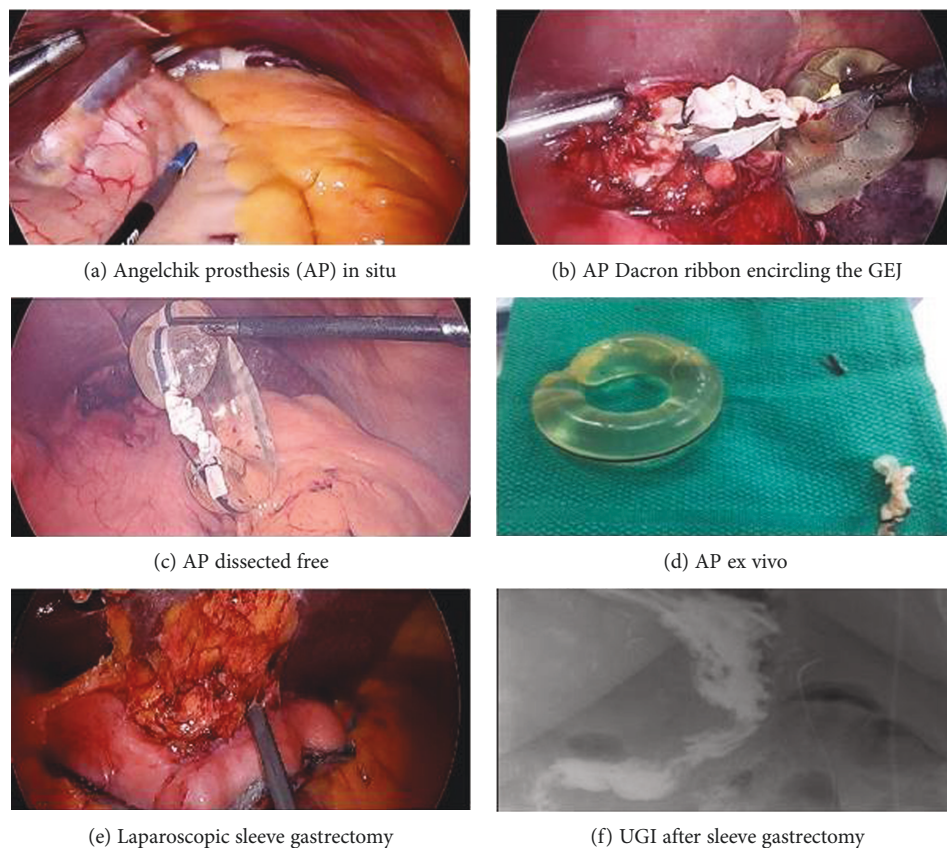 (a) Angelchik prosthesis (AP) in situ
(b) AP Dacron ribbon encircling the GEJ
(c) AP dissected free
(d) AP ex vivo
(e) Laparoscopic sleeve gastrectomy
(f) UGI after sleeve gastrectomy